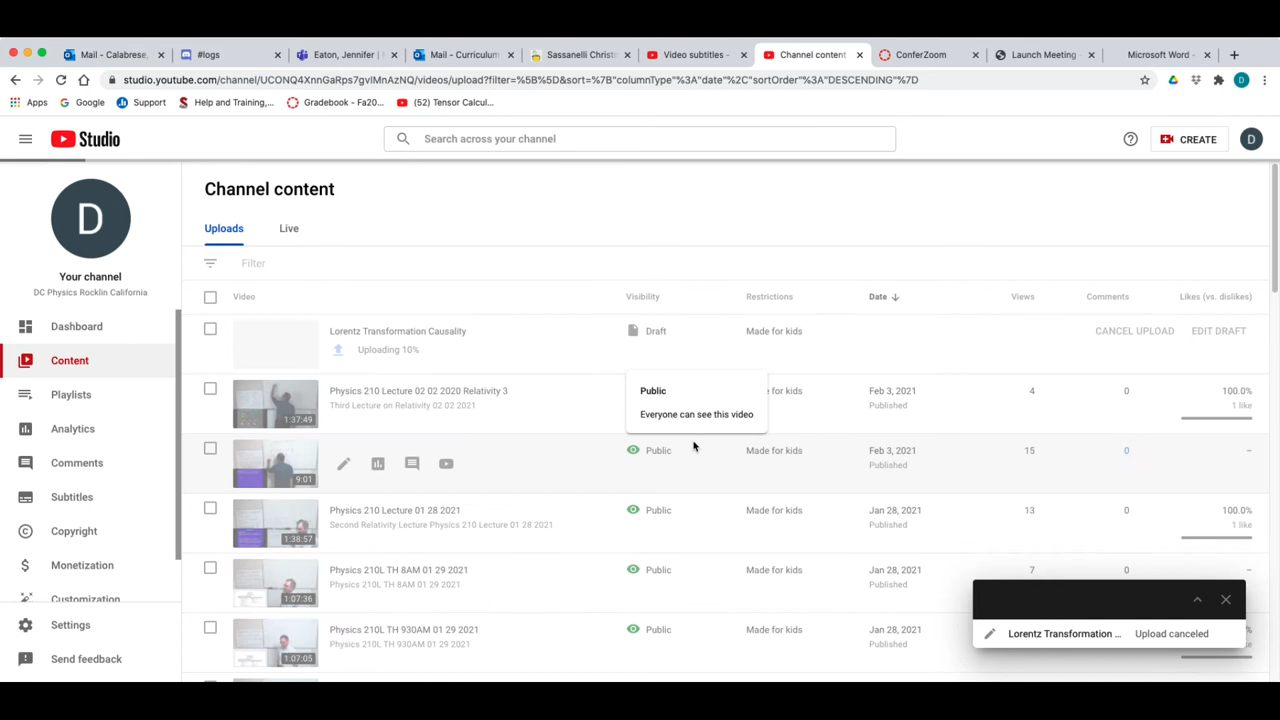 Mail - Calabrese,
#logs
Eaton, Jennifer | M
Mail - Curriculum,
Sassanelli Christm
Video subtitles -
Channel content
ConferZoom
Launch Meeting -
Microsoft Word -
studio.youtube.com/channel/UCONQ4XnnGaRps7gvIMnAzNQ/videos/upload?filter=%5B%5D&sort=%7B"columnType"%3A"date"%2C"sortOrder"%3A"DESCENDING"%7D
D
Apps
Google
Support
Help and Training,...
Gradebook - Fa20...
(52) Tensor Calcul...
Studio
Search across your channel
CREATE
D
D
Your channel
DC Physics Rocklin California
Dashboard
Content
Playlists
Analytics
Comments
Subtitles
Copyright
Monetization
Customization
Settings
Send feedback
Channel content
Uploads Live
Filter
Video Visibility Restrictions Date Views Comments Likes (vs. dislikes)
Lorentz Transformation Causality Draft Made for kids CANCEL UPLOAD EDIT DRAFT
Uploading 10%
Physics 210 Lecture 02 02 2020 Relativity 3 Public for kids Feb 3, 2021 4 0 100.0%
Third Lecture on Relativity 02 02 2021 Everyone can see this video Published 1 like
1:37:49
Public Made for kids Feb 3, 2021 15 0 –
Published
9:01
Physics 210 Lecture 01 28 2021 Public Made for kids Jan 28, 2021 13 0 100.0%
Second Relativity Lecture Physics 210 Lecture 01 28 2021 Published 1 like
1:38:57
Physics 210L TH 8AM 01 29 2021 Public Made for kids Jan 28, 2021 7 0 –
Physics 210L TH 8AM 01 29 2021 Published
1:07:36
Physics 210L TH 930AM 01 29 2021 Public Made for kids Jan 28, 2021
Physics 210L TH 930AM 01 29 2021 Published
1:07:05
Lorentz Transformation ... Upload canceled